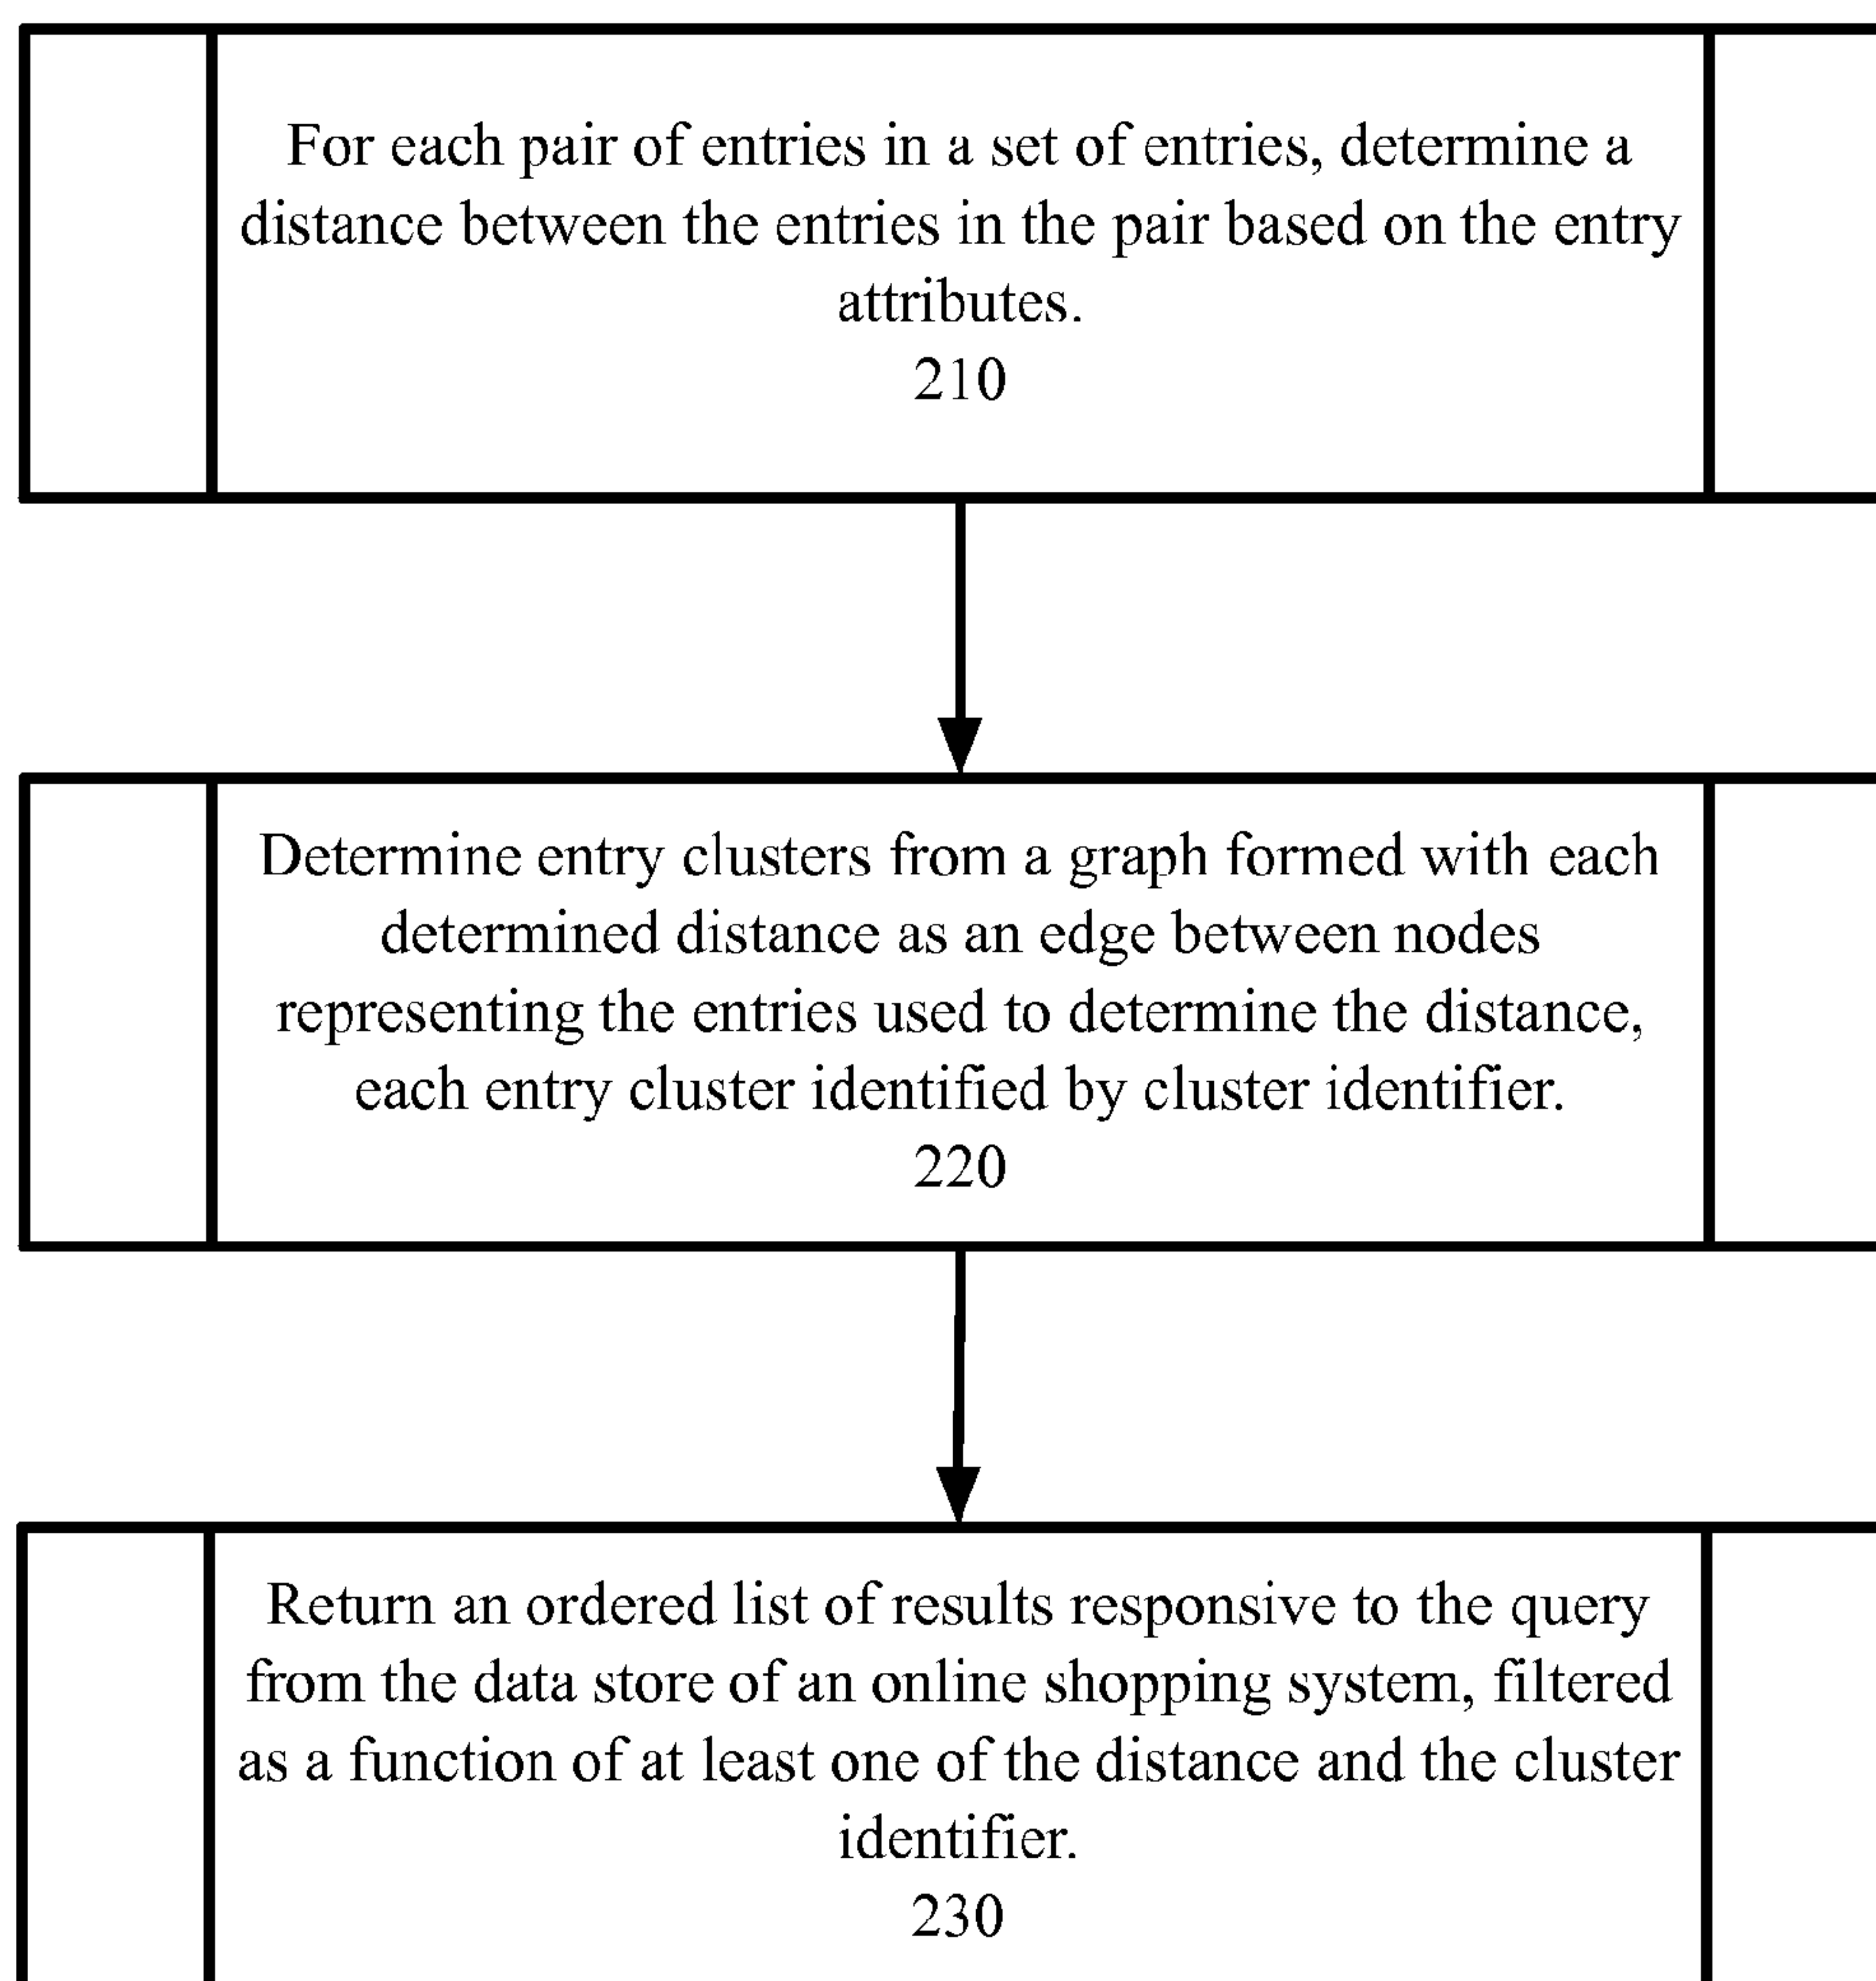 For each pair of entries in a set of entries, determine a
distance between the entries in the pair based on the entry
attributes.
210
Determine entry clusters from a graph formed with each
determined distance as an edge between nodes
representing the entries used to determine the distance,
each entry cluster identified by cluster identifier.
220
Return an ordered list of results responsive to the query
from the data store of an online shopping system, filtered
as a function of at least one of the distance and the cluster
identifier.
230